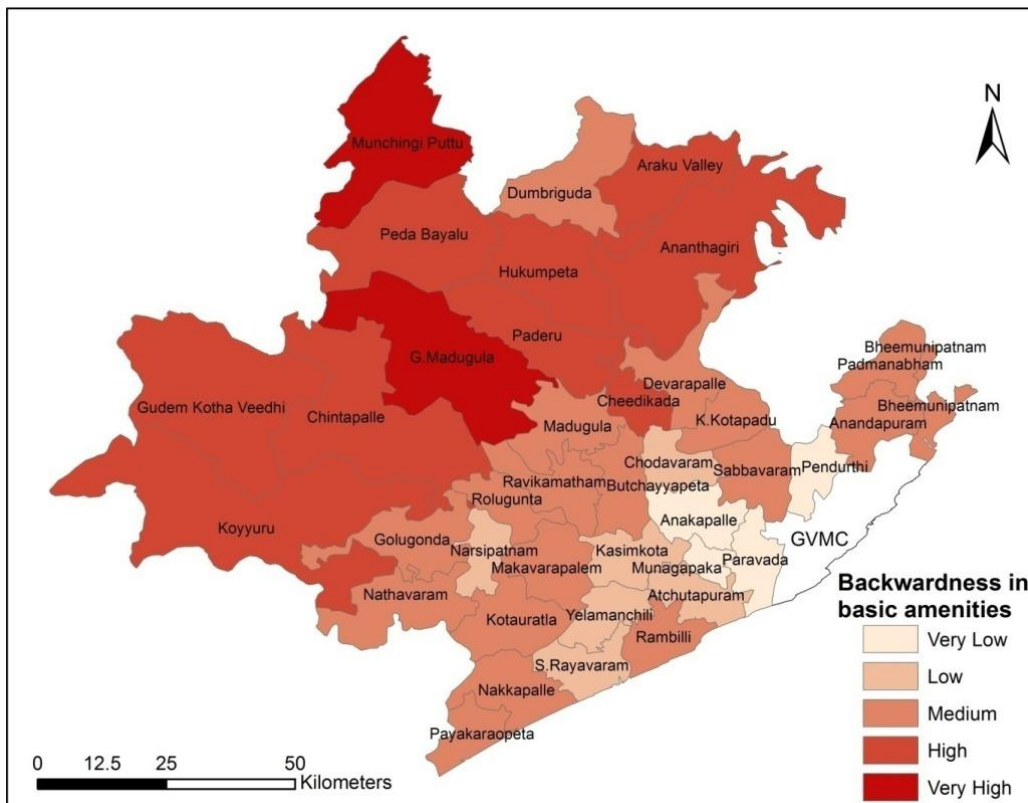 N
Munchingi Puttu
Araku Valley
Dumbriguda
Peda Bayalu
Ananthagiri
Hukumpeta
Paderu
G.Madugula
Bheemunipatnam
Padmanabham
Devarapalle
Cheedikada
Gudem Kotha Veedhi
Chintapalle
Bheemunipatnam
Anandapuram
K.Kotapadu
Madugula
Chodavaram
Sabbavaram
Pendurthi
Ravikamatham
Butchayyapeta
Rolugunta
Anakapalle
Koyyuru
Golugonda
GVMC
Narsipatnam
Kasimkota
Paravada
Makavarapalem
Munagapaka
Nathavaram
Atchutapuram
Yelamanchili
Kotauratla
Rambilli
S.Rayavaram
Nakkapalle
Payakaraopeta
Backwardness in
basic amenities
Very Low
Low
Medium
High
Very High
0 12.5 25 50
Kilometers